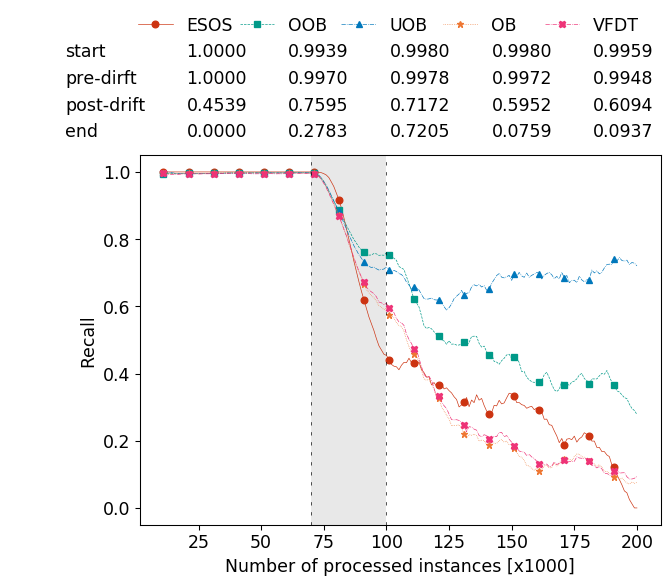 ESOS OOB UOB OB VFDT
start 1.0000 0.9939 0.9980 0.9980 0.9959
pre-dirft 1.0000 0.9970 0.9978 0.9972 0.9948
post-drift 0.4539 0.7595 0.7172 0.5952 0.6094
end 0.0000 0.2783 0.7205 0.0759 0.0937
1.0
0.8
0.6
0.4
0.2
0.0
Recall
25 50 75 100 125 150 175 200
Number of processed instances [x1000]